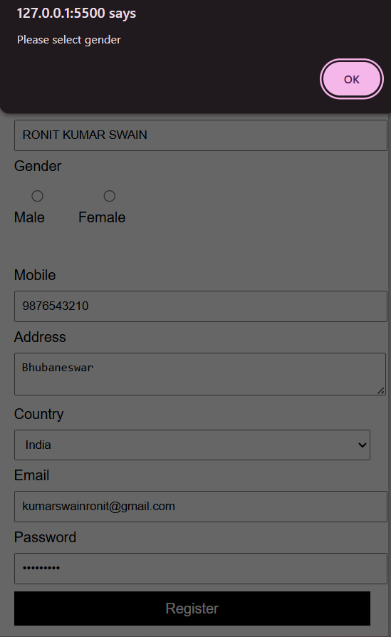 127.0.0.1:5500 says
Please select gender
OK
RONIT KUMAR SWAIN
Gender
Male Female
Mobile
9876543210
Address
Bhubaneswar
Country
India
Email
kumarswainronit@gmail.com
Password
•••••••••
Register